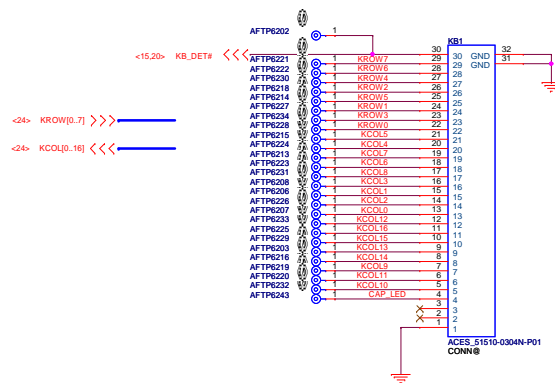 AFTP6202 1
KB1
<15,20> KB_DET# 30 30 GND 32
AFTP6221 1 KROW7 29 29 GND 31
AFTP6222 1 KROW6 28 28
AFTP6230 1 KROW4 27 27
AFTP6218 1 KROW2 26 26
AFTP6214 1 KROW5 25 25
AFTP6227 1 KROW1 24 24
AFTP6234 1 KROW3 23 23
<24> KROW[0..7]
AFTP6228 1 KROW0 22 22
AFTP6215 1 KCOL5 21 21
AFTP6224 1 KCOL4 20 20
<24> KCOL[0..16]
AFTP6213 1 KCOL7 19 19
AFTP6223 1 KCOL6 18 18
AFTP6231 1 KCOL8 17 17
AFTP6208 1 KCOL3 16 16
AFTP6206 1 KCOL1 15 15
AFTP6226 1 KCOL2 14 14
AFTP6207 1 KCOL0 13 13
AFTP6233 1 KCOL12 12 12
AFTP6225 1 KCOL16 11 11
AFTP6229 1 KCOL15 10 10
AFTP6203 1 KCOL13 9 9
AFTP6216 1 KCOL14 8 8
AFTP6219 1 KCOL9 7 7
AFTP6220 1 KCOL11 6 6
AFTP6232 1 KCOL10 5 5
AFTP6243 1 CAP_LED 4 4
3 3
2 2
1 1
ACES_51510-0304N-P01
CONN@